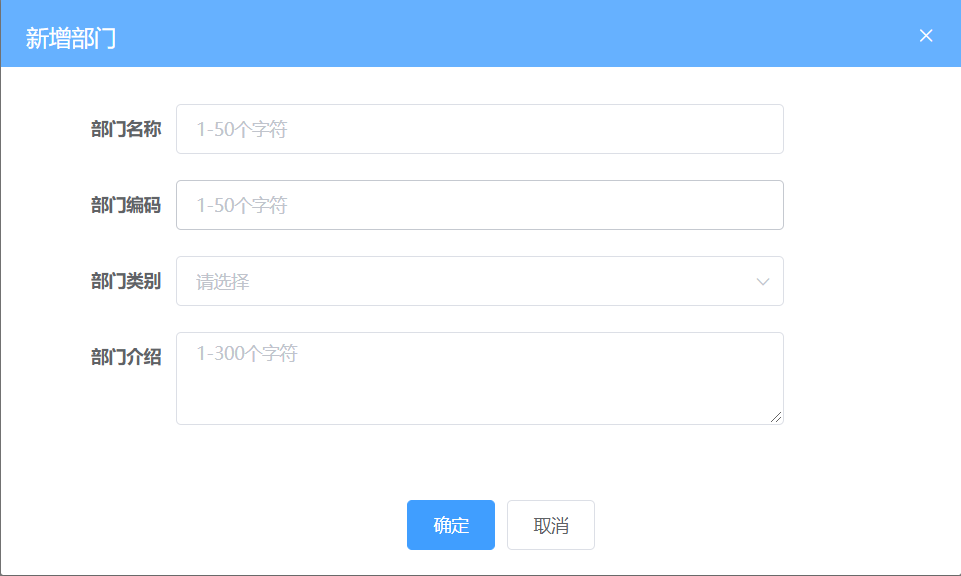 新增部门
部门名称 1-50个字符
部门编码 1-50个字符
部门类别 请选择
部门介绍 1-300个字符
确定 取消